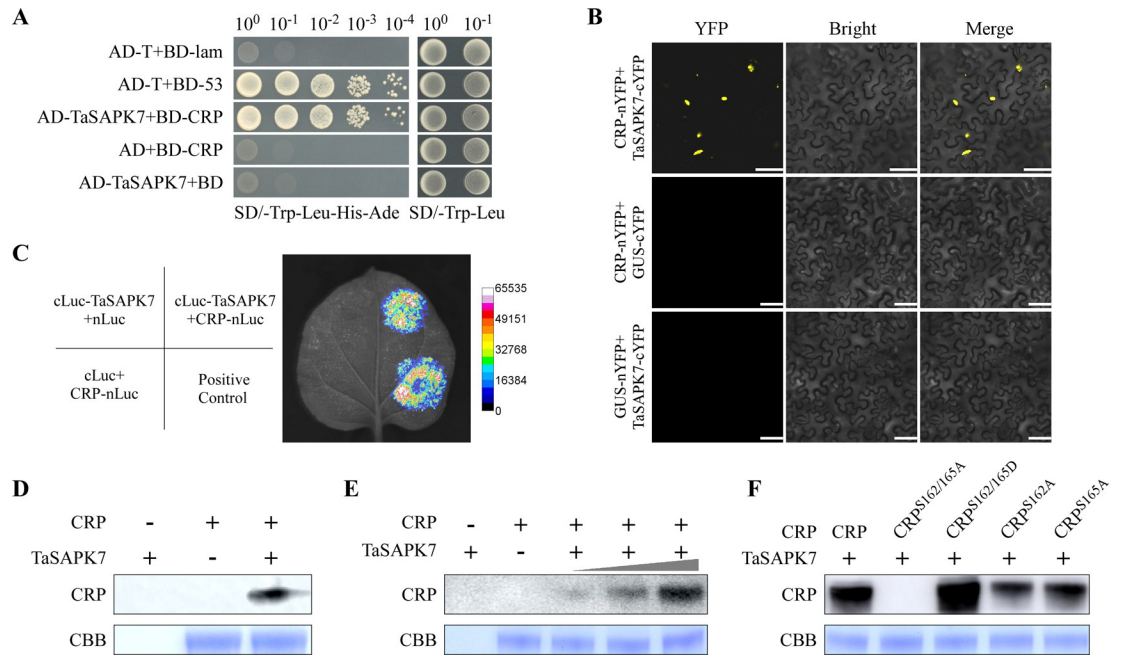 A
10⁰ 10⁻¹ 10⁻² 10⁻³ 10⁻⁴ 10⁰ 10⁻¹
AD-T+BD-lam
AD-T+BD-53
AD-TaSAPK7+BD-CRP
AD+BD-CRP
AD-TaSAPK7+BD
SD/-Trp-Leu-His-Ade SD/-Trp-Leu
B
YFP Bright Merge
CRP-nYFP+
TaSAPK7-cYFP
CRP-nYFP+
GUS-cYFP
GUS-nYFP+
TaSAPK7-cYFP
C
cLuc-TaSAPK7
+nLuc
cLuc-TaSAPK7
+CRP-nLuc
cLuc+
CRP-nLuc
Positive
Control
65535
49151
32768
16384
0
D
CRP - + +
TaSAPK7 + - +
CRP
CBB
E
CRP - + + + +
TaSAPK7 + - + + +
CRP
CBB
F
CRP CRP CRP^S162/165A CRP^S162/165D CRP^S162A CRP^S165A
TaSAPK7 + + + + +
CRP
CBB